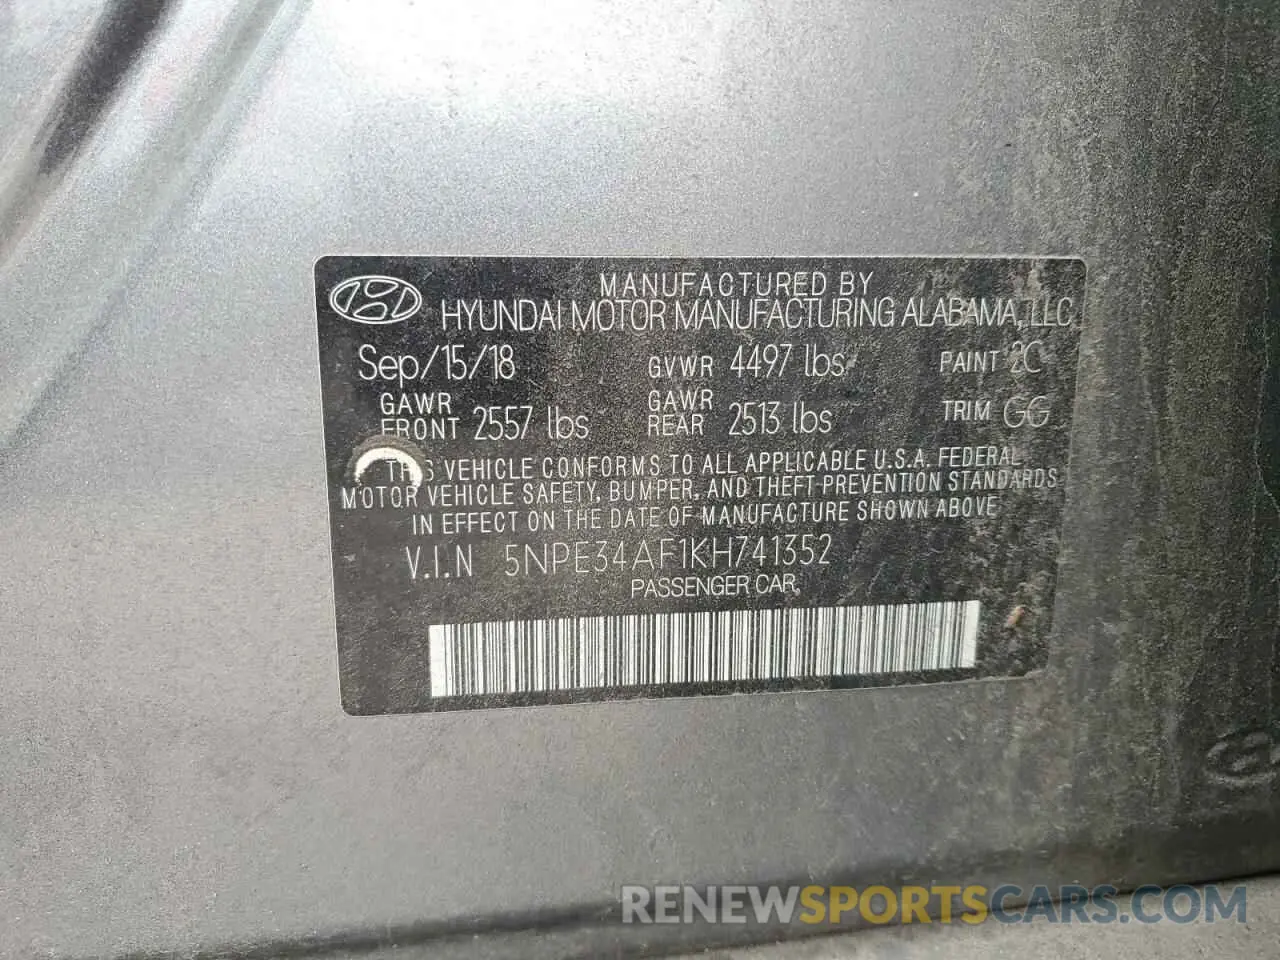 MANUFACTURED BY
HYUNDAI MOTOR MANUFACTURING ALABAMA, LLC
Sep/15/18 GVWR 4497 lbs PAINT 2C
GAWR FRONT 2557 lbs GAWR REAR 2513 lbs TRIM GG
THIS VEHICLE CONFORMS TO ALL APPLICABLE U.S.A. FEDERAL
MOTOR VEHICLE SAFETY, BUMPER, AND THEFT PREVENTION STANDARDS
IN EFFECT ON THE DATE OF MANUFACTURE SHOWN ABOVE
V.I.N 5NPE34AF1KH741352
PASSENGER CAR,
RENEWSPORTSCARS.COM